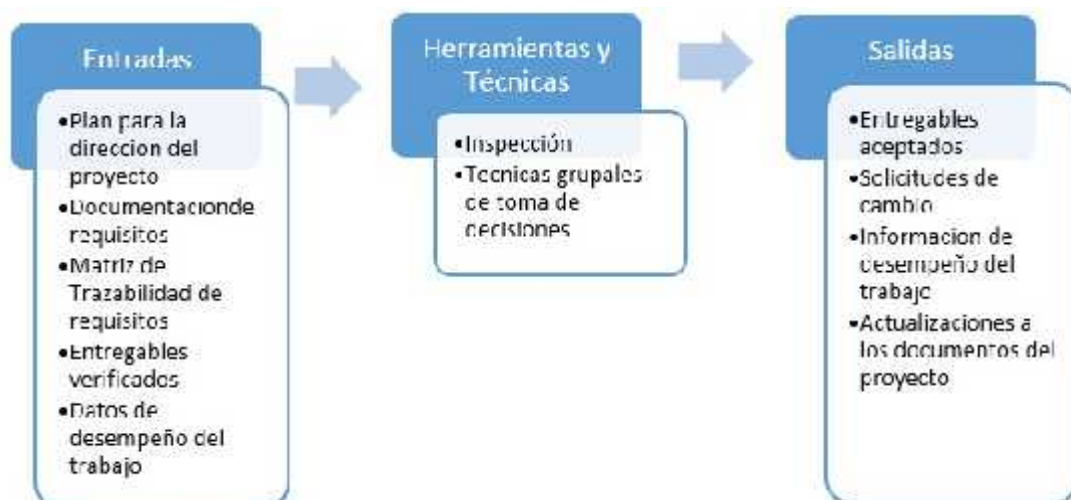 Entradas
•Plan para la
direccion del
proyecto
•Documentacionde
requisitos
•Matriz de
Trazabilidad de
requisitos
•Entregables
verificados
•Datos de
desempeño del
trabajo
Herramientas y
Técnicas
•Inspección
•Tecnicas grupales
de toma de
decisiones
Salidas
•Entregables
aceptados
•Solicitudes de
cambio
•Informacion de
desempeño del
trabajo
•Actualizaciones a
los documentos del
proyecto